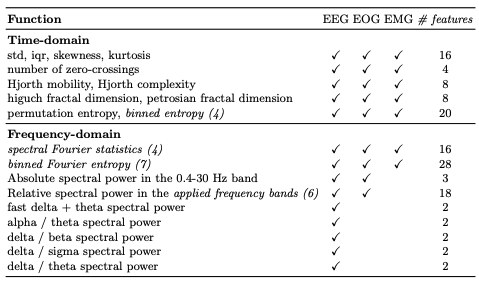 Function EEG EOG EMG # features
Time-domain
std, iqr, skewness, kurtosis ✓ ✓ ✓ 16
number of zero-crossings ✓ ✓ ✓ 4
Hjorth mobility, Hjorth complexity ✓ ✓ ✓ 8
higuch fractal dimension, petrosian fractal dimension ✓ ✓ ✓ 8
permutation entropy, binned entropy (4) ✓ ✓ ✓ 20
Frequency-domain
spectral Fourier statistics (4) ✓ ✓ ✓ 16
binned Fourier entropy (7) ✓ ✓ ✓ 28
Absolute spectral power in the 0.4-30 Hz band ✓ ✓ 3
Relative spectral power in the applied frequency bands (6) ✓ ✓ 18
fast delta + theta spectral power ✓ 2
alpha / theta spectral power ✓ 2
delta / beta spectral power ✓ 2
delta / sigma spectral power ✓ 2
delta / theta spectral power ✓ 2